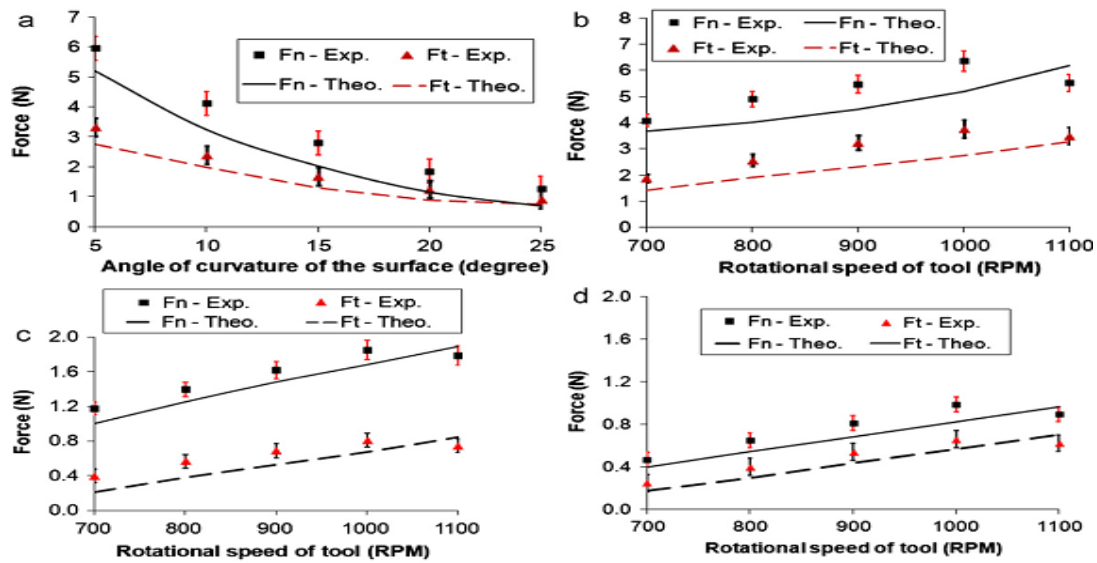 a
Force (N)
7
6
5
4
3
2
1
0
Fn - Exp.
Ft - Exp.
Fn - Theo.
Ft - Theo.
5
10
15
20
25
Angle of curvature of the surface (degree)
b
Force (N)
8
7
6
5
4
3
2
1
0
Fn - Exp.
Fn - Theo.
Ft - Exp.
Ft - Theo.
700
800
900
1000
1100
Rotational speed of tool (RPM)
c
Force (N)
2.0
1.6
1.2
0.8
0.4
0.0
Fn - Exp.
Ft - Exp.
Fn - Theo.
Ft - Theo.
700
800
900
1000
1100
Rotational speed of tool (RPM)
d
Force (N)
2.0
1.6
1.2
0.8
0.4
0.0
Fn - Exp.
Ft - Exp.
Fn - Theo.
Ft - Theo.
700
800
900
1000
1100
Rotational speed of tool (RPM)